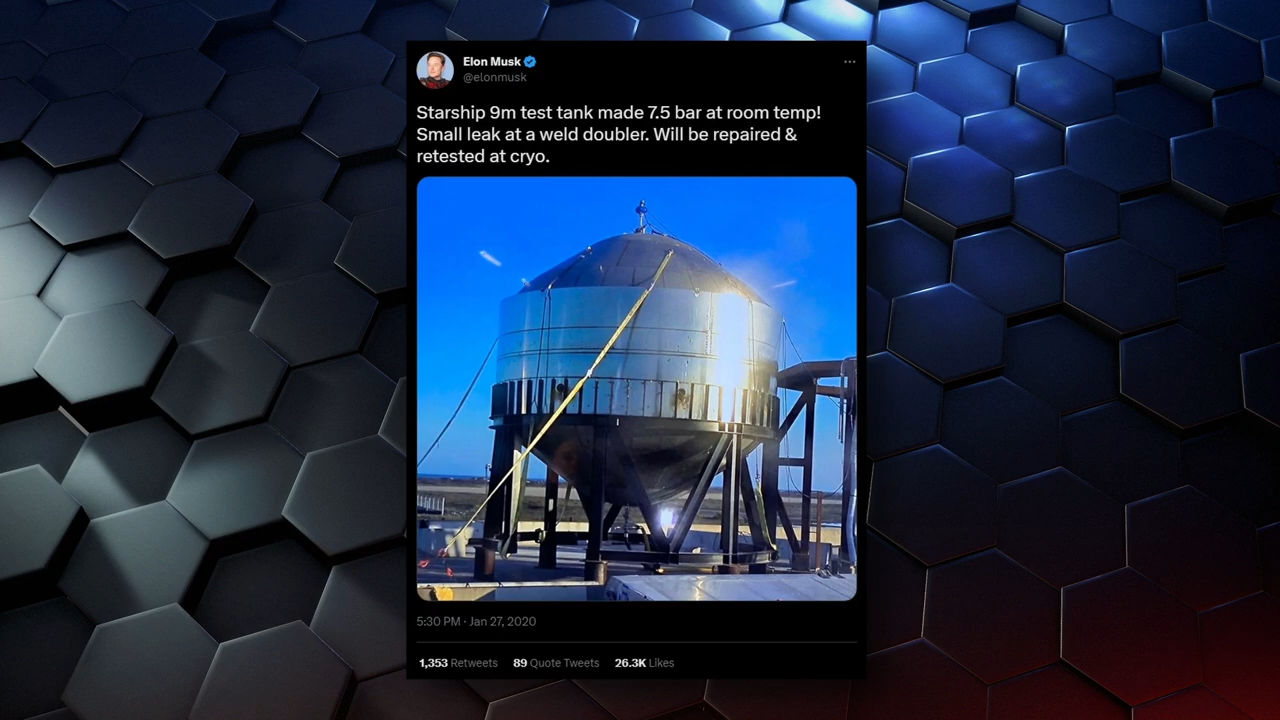 Elon Musk
@elonmusk
Starship 9m test tank made 7.5 bar at room temp!
Small leak at a weld doubler. Will be repaired &
retested at cryo.
5:30 PM · Jan 27, 2020
1,353 Retweets 89 Quote Tweets 26.3K Likes